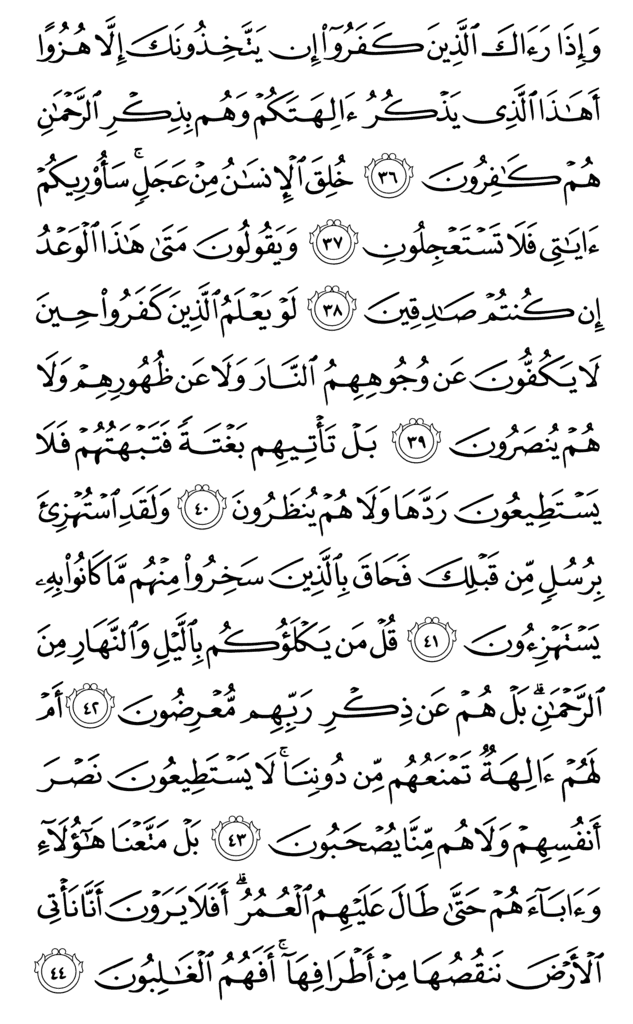 وَإِذَا رَءَاكَ ٱلَّذِينَ كَفَرُوٓا۟ إِن يَتَّخِذُونَكَ إِلَّا هُزُوًا
أَهَـٰذَا ٱلَّذِى يَذْكُرُ ءَالِهَتَكُمْ وَهُم بِذِكْرِ ٱلرَّحْمَـٰنِ
هُمْ كَـٰفِرُونَ ٣٦ خُلِقَ ٱلْإِنسَـٰنُ مِنْ عَجَلٍ ۚ سَأُو۟رِيكُمْ
ءَايَـٰتِى فَلَا تَسْتَعْجِلُونِ ٣٧ وَيَقُولُونَ مَتَىٰ هَـٰذَا ٱلْوَعْدُ
إِن كُنتُمْ صَـٰدِقِينَ ٣٨ لَوْ يَعْلَمُ ٱلَّذِينَ كَفَرُوا۟ حِينَ
لَا يَكُفُّونَ عَن وُجُوهِهِمُ ٱلنَّارَ وَلَا عَن ظُهُورِهِمْ وَلَا
هُمْ يُنصَرُونَ ٣٩ بَلْ تَأْتِيهِم بَغْتَةً فَتَبْهَتُهُمْ فَلَا
يَسْتَطِيعُونَ رَدَّهَا وَلَا هُمْ يُنظَرُونَ ٤٠ وَلَقَدِ ٱسْتُهْزِئَ
بِرُسُلٍ مِّن قَبْلِكَ فَحَاقَ بِٱلَّذِينَ سَخِرُوا۟ مِنْهُم مَّا كَانُوا۟ بِهِۦ
يَسْتَهْزِءُونَ ٤١ قُلْ مَن يَكْلَؤُكُم بِٱلَّيْلِ وَٱلنَّهَارِ مِنَ
ٱلرَّحْمَـٰنِ ۗ بَلْ هُمْ عَن ذِكْرِ رَبِّهِم مُّعْرِضُونَ ٤٢ أَمْ
لَهُمْ ءَالِهَةٌ تَمْنَعُهُم مِّن دُونِنَا ۚ لَا يَسْتَطِيعُونَ نَصْرَ
أَنفُسِهِمْ وَلَا هُم مِّنَّا يُصْحَبُونَ ٤٣ بَلْ مَتَّعْنَا هَـٰٓؤُلَآءِ
وَءَابَآءَهُمْ حَتَّىٰ طَالَ عَلَيْهِمُ ٱلْعُمُرُ ۗ أَفَلَا يَرَوْنَ أَنَّا نَأْتِى
ٱلْأَرْضَ نَنقُصُهَا مِنْ أَطْرَافِهَآ ۚ أَفَهُمُ ٱلْغَـٰلِبُونَ ٤٤